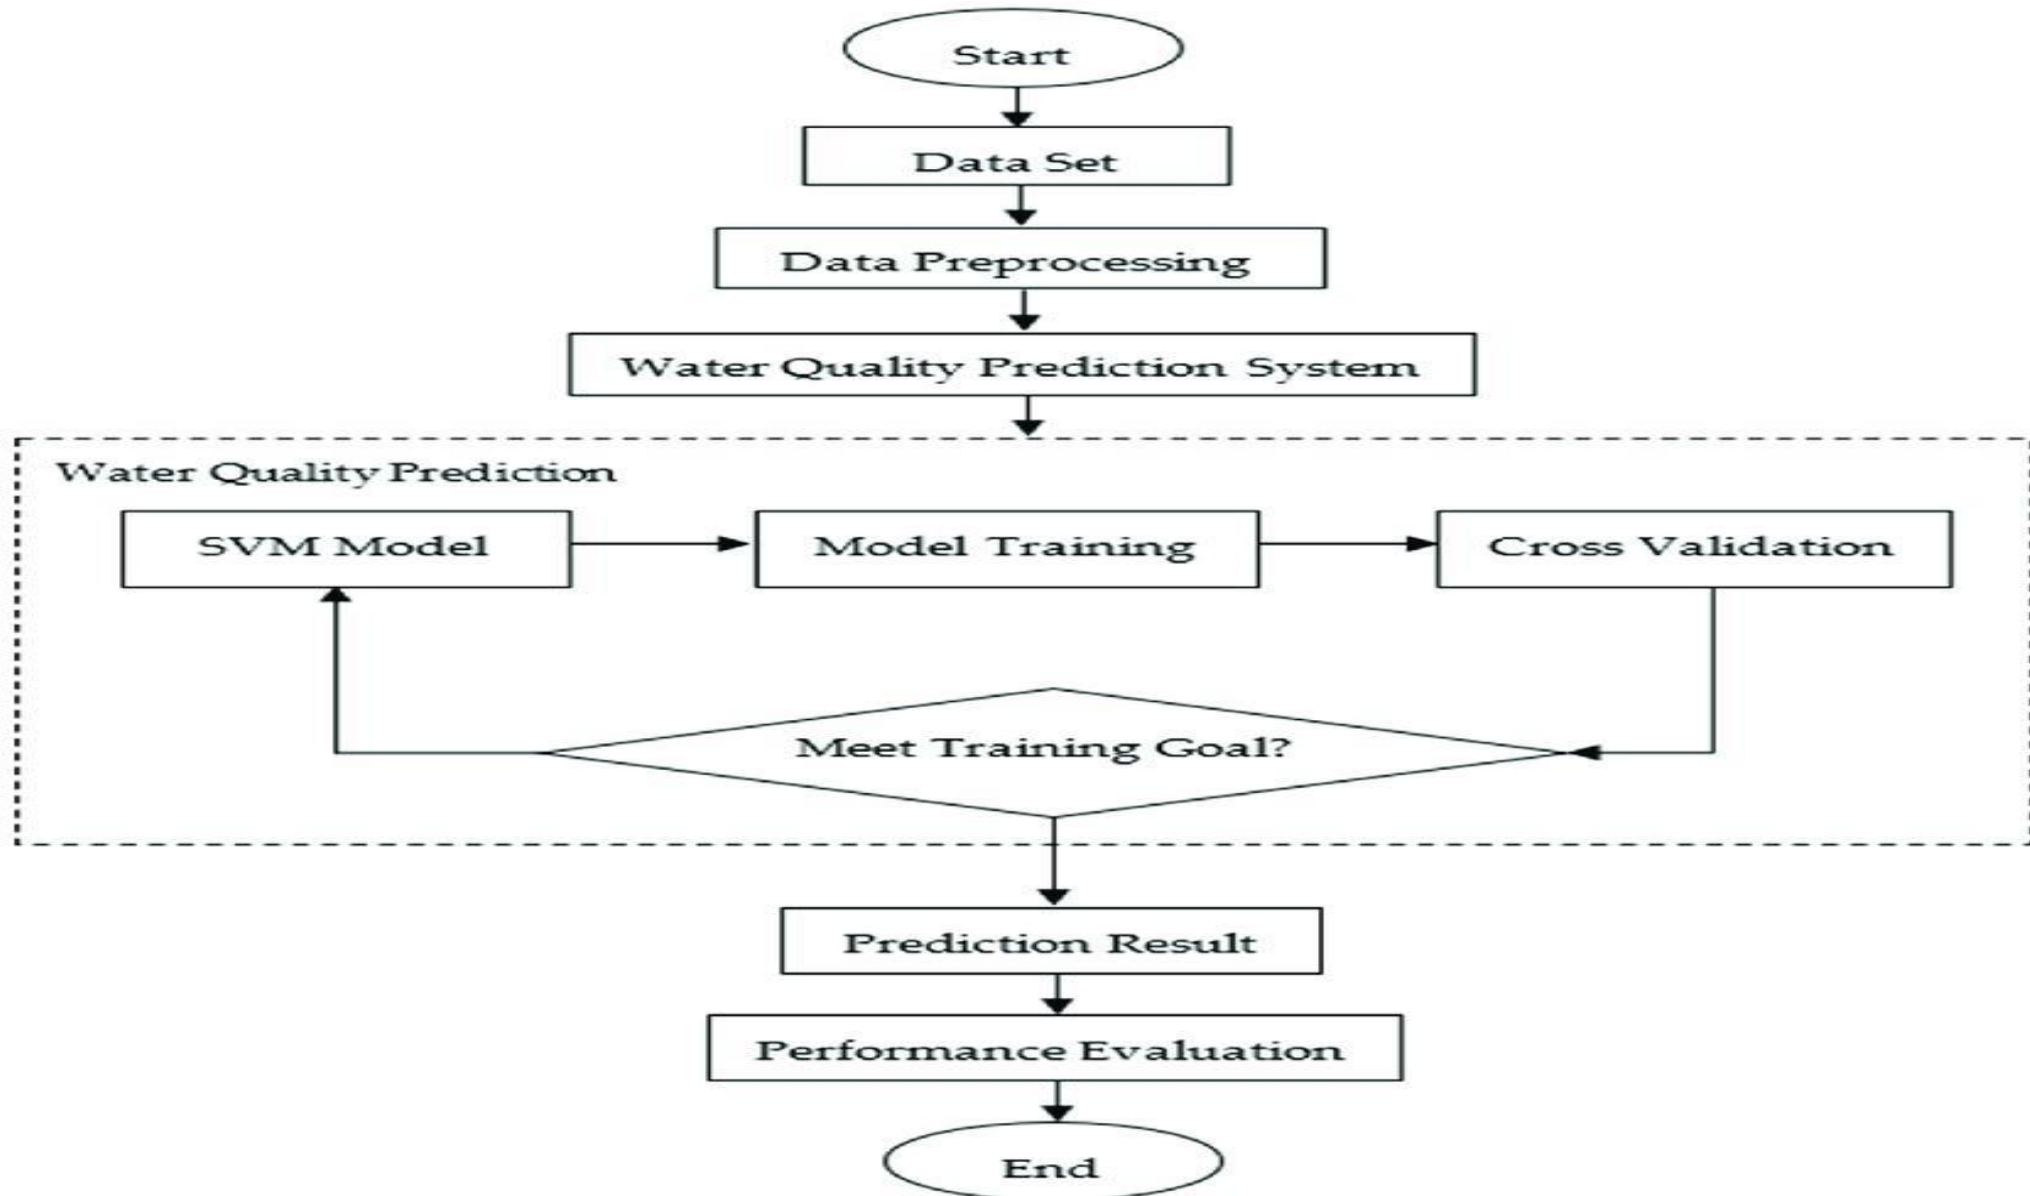 Start
Data Set
Data Preprocessing
Water Quality Prediction System
Water Quality Prediction
SVM Model
Model Training
Cross Validation
Meet Training Goal?
Prediction Result
Performance Evaluation
End